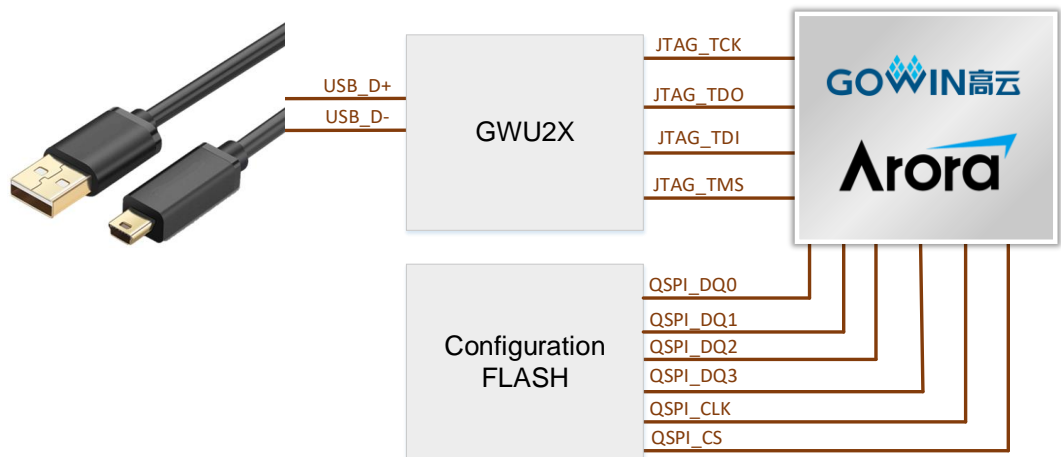 USB_D+
USB_D-
GWU2X
JTAG_TCK
JTAG_TDO
JTAG_TDI
JTAG_TMS
GOWIN高云
Arora
Configuration
FLASH
QSPI_DQ0
QSPI_DQ1
QSPI_DQ2
QSPI_DQ3
QSPI_CLK
QSPI_CS